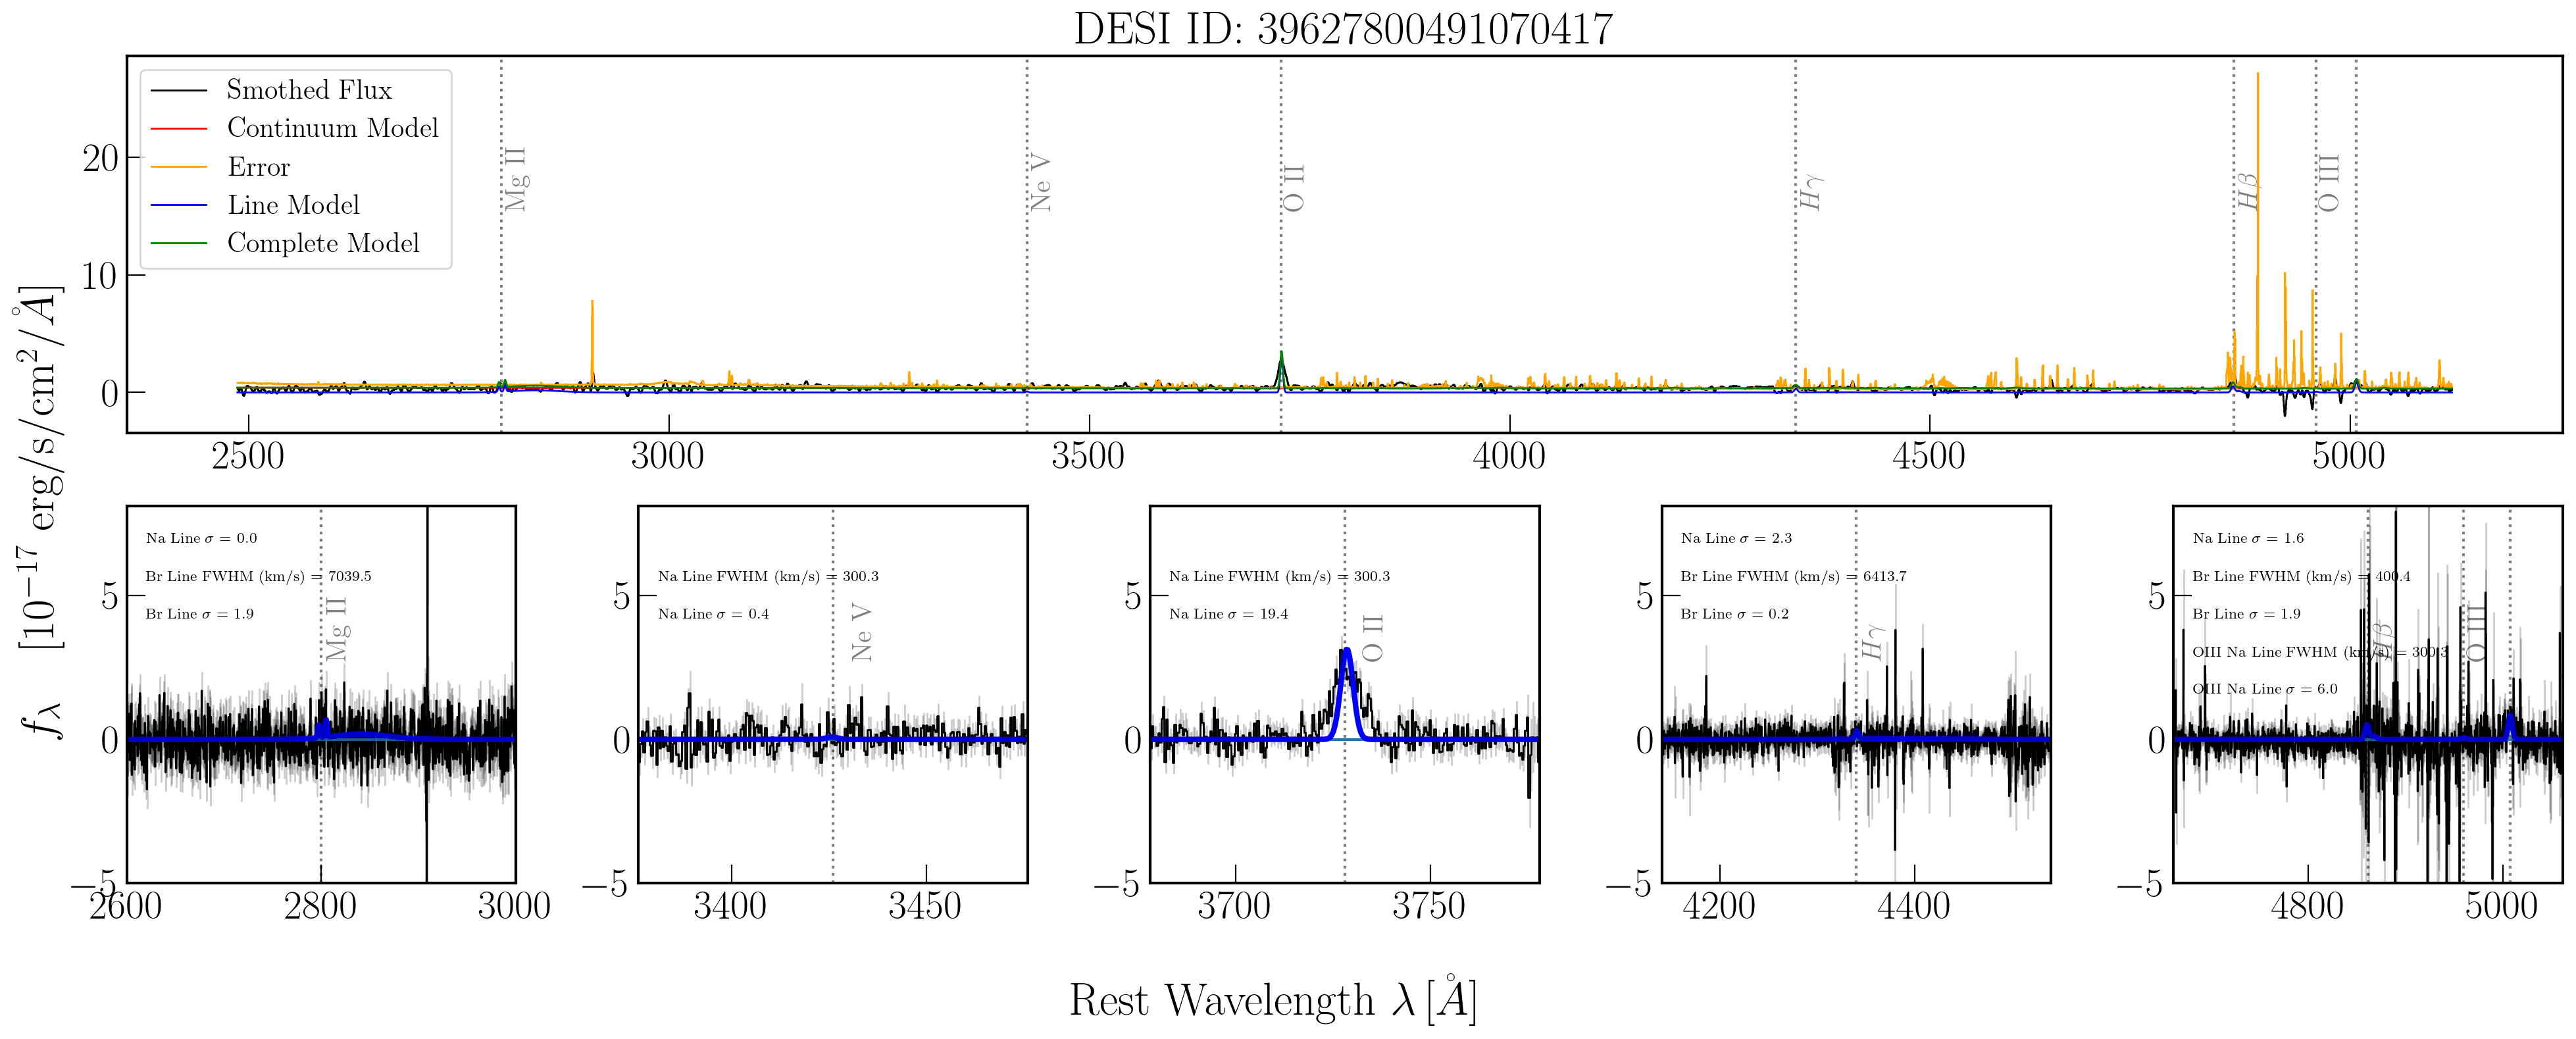 DESI ID: 39627800491070417
Smothed Flux
Continuum Model
Error
Line Model
Complete Model
Mg II
Ne V
O II
Hγ
Hβ
O III
20
10
0
2500 3000 3500 4000 4500 5000
f_λ [10^{-17} erg/s/cm^2/Å]
Na Line σ = 0.0
Br Line FWHM (km/s) = 7039.5
Br Line σ = 1.9
Mg II
5
0
−5
2600 2800 3000
Na Line FWHM (km/s) = 300.3
Na Line σ = 0.4
Ne V
5
0
−5
3400 3450
Na Line FWHM (km/s) = 300.3
Na Line σ = 19.4
O II
5
0
−5
3700 3750
Na Line σ = 2.3
Br Line FWHM (km/s) = 6413.7
Br Line σ = 0.2
Hγ
5
0
−5
4200 4400
Na Line σ = 1.6
Br Line FWHM (km/s) = 400.4
Br Line σ = 1.9
OIII Na Line FWHM (km/s) = 300.3
OIII Na Line σ = 6.0
Hβ
O III
5
0
−5
4800 5000
Rest Wavelength λ [Å]